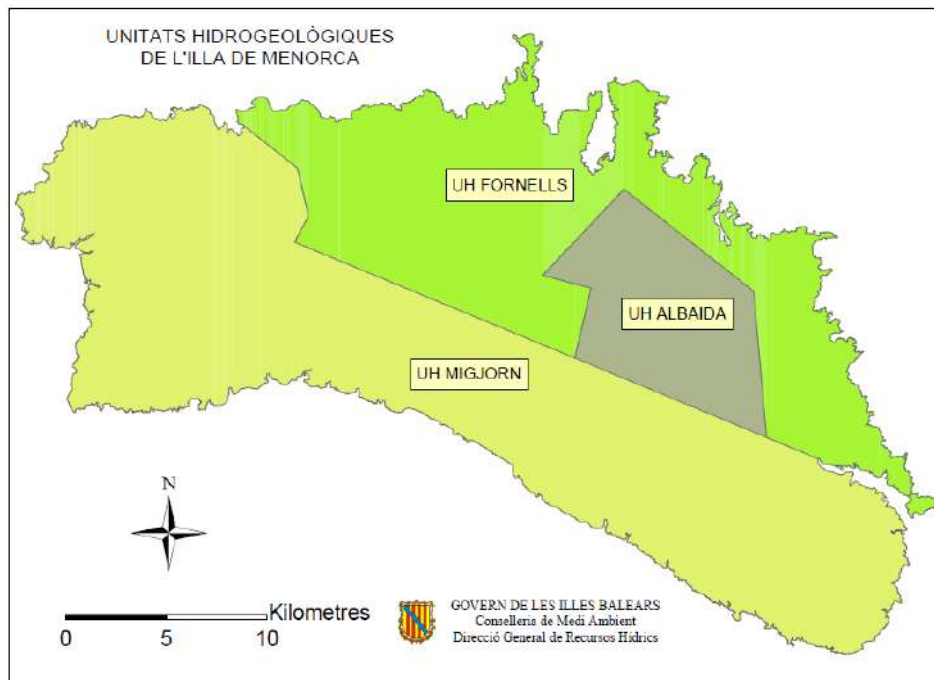 UNITATS HIDROGEOLÒGIQUES
DE L'ILLA DE MENORCA
UH FORNELLS
UH ALBAIDA
UH MIGJORN
N
Kilometres
0 5 10
GOVERN DE LES ILLES BALEARS
Conselleria de Medi Ambient
Direcció General de Recursos Hídrics